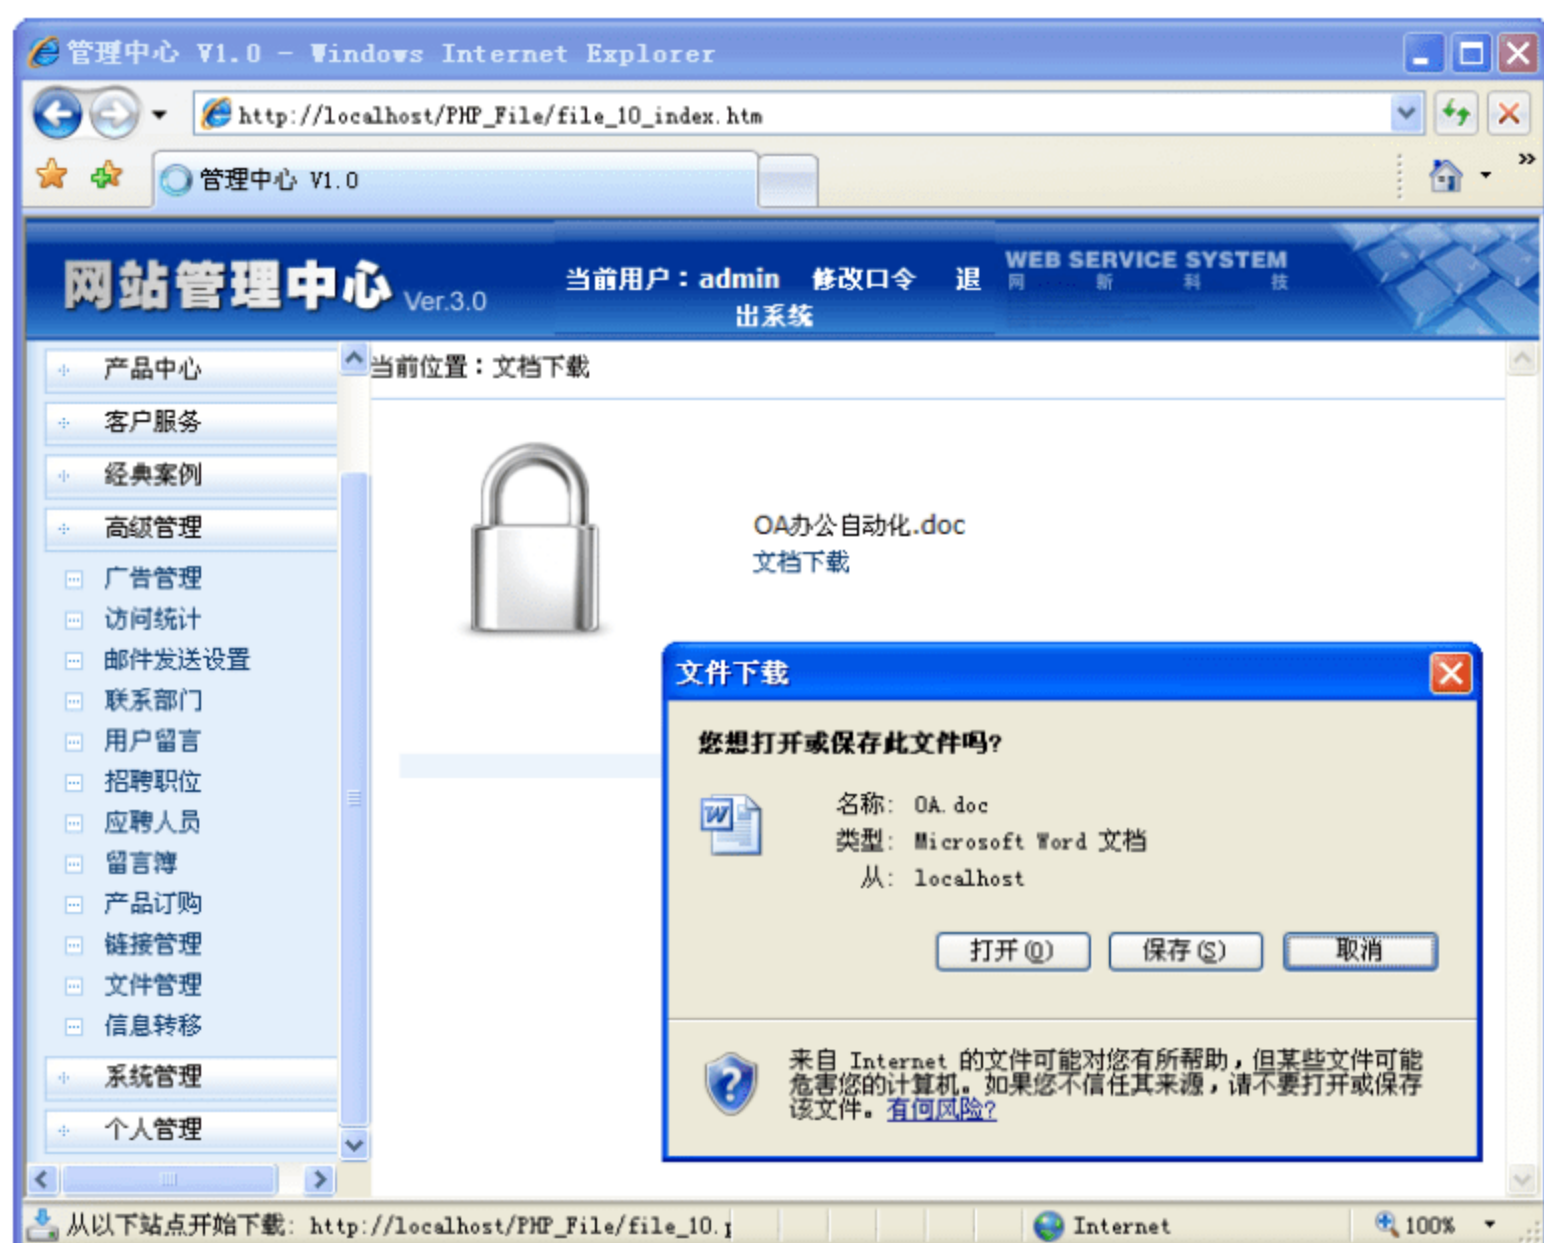 管理中心 V1.0 - Windows Internet Explorer
http://localhost/PHP_File/file_10_index.htm
管理中心 V1.0
网站管理中心 Ver.3.0
当前用户：admin 修改口令 退
出系统
WEB SERVICE SYSTEM
网 新 科 技
产品中心
客户服务
经典案例
高级管理
广告管理
访问统计
邮件发送设置
联系部门
用户留言
招聘职位
应聘人员
留言簿
产品订购
链接管理
文件管理
信息转移
系统管理
个人管理
当前位置：文档下载
OA办公自动化.doc
文档下载
文件下载
您想打开或保存此文件吗?
名称: OA.doc
类型: Microsoft Word 文档
从: localhost
打开(O) 保存(S) 取消
来自 Internet 的文件可能对您有所帮助，但某些文件可能
危害您的计算机。如果您不信任其来源，请不要打开或保存
该文件。有何风险?
从以下站点开始下载: http://localhost/PHP_File/file_10.p
Internet
100%